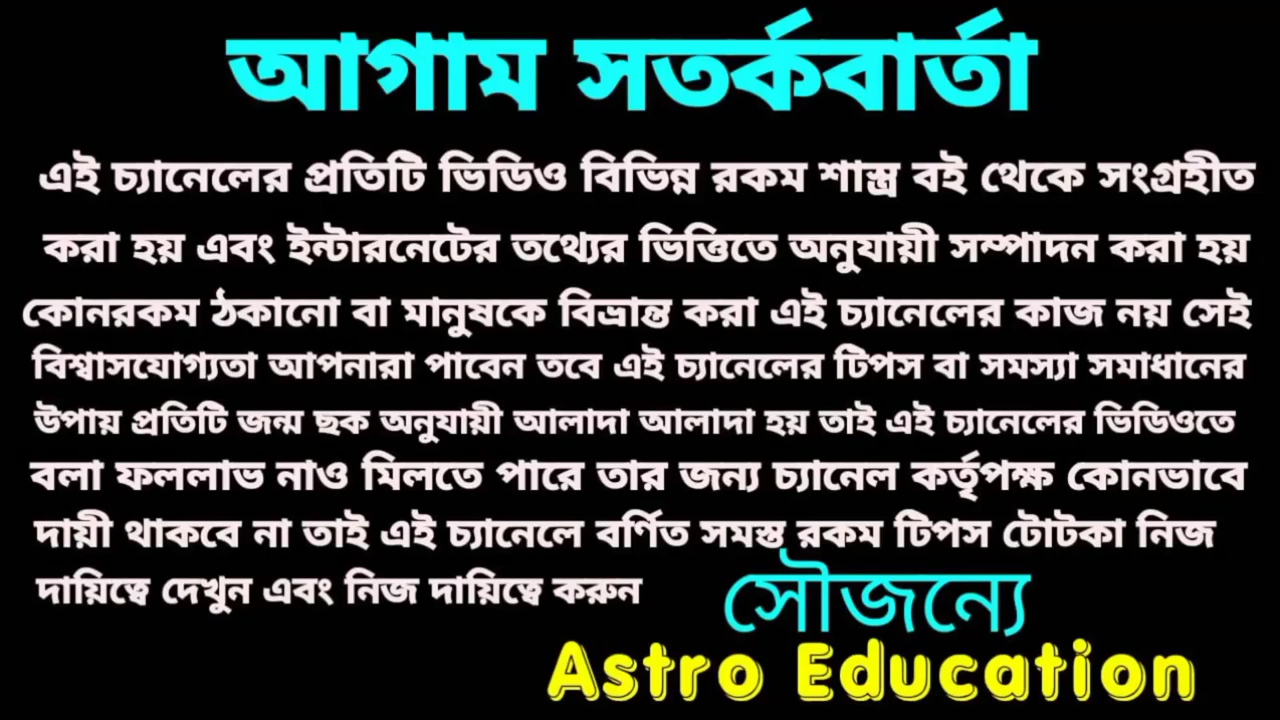 আগাম সতর্কবার্তা
এই চ্যানেলের প্রতিটি ভিডিও বিভিন্ন রকম শাস্ত্র বই থেকে সংগ্রহীত
করা হয় এবং ইন্টারনেটের তথ্যের ভিত্তিতে অনুযায়ী সম্পাদন করা হয়
কোনরকম ঠকানো বা মানুষকে বিভ্রান্ত করা এই চ্যানেলের কাজ নয় সেই
বিশ্বাসযোগ্যতা আপনারা পাবেন তবে এই চ্যানেলের টিপস বা সমস্যা সমাধানের
উপায় প্রতিটি জন্ম ছক অনুযায়ী আলাদা আলাদা হয় তাই এই চ্যানেলের ভিডিওতে
বলা ফললাভ নাও মিলতে পারে তার জন্য চ্যানেল কর্তৃপক্ষ কোনভাবে
দায়ী থাকবে না তাই এই চ্যানেলে বর্ণিত সমস্ত রকম টিপস টোটকা নিজ
দায়িত্বে দেখুন এবং নিজ দায়িত্বে করুন
সৌজন্যে
Astro Education